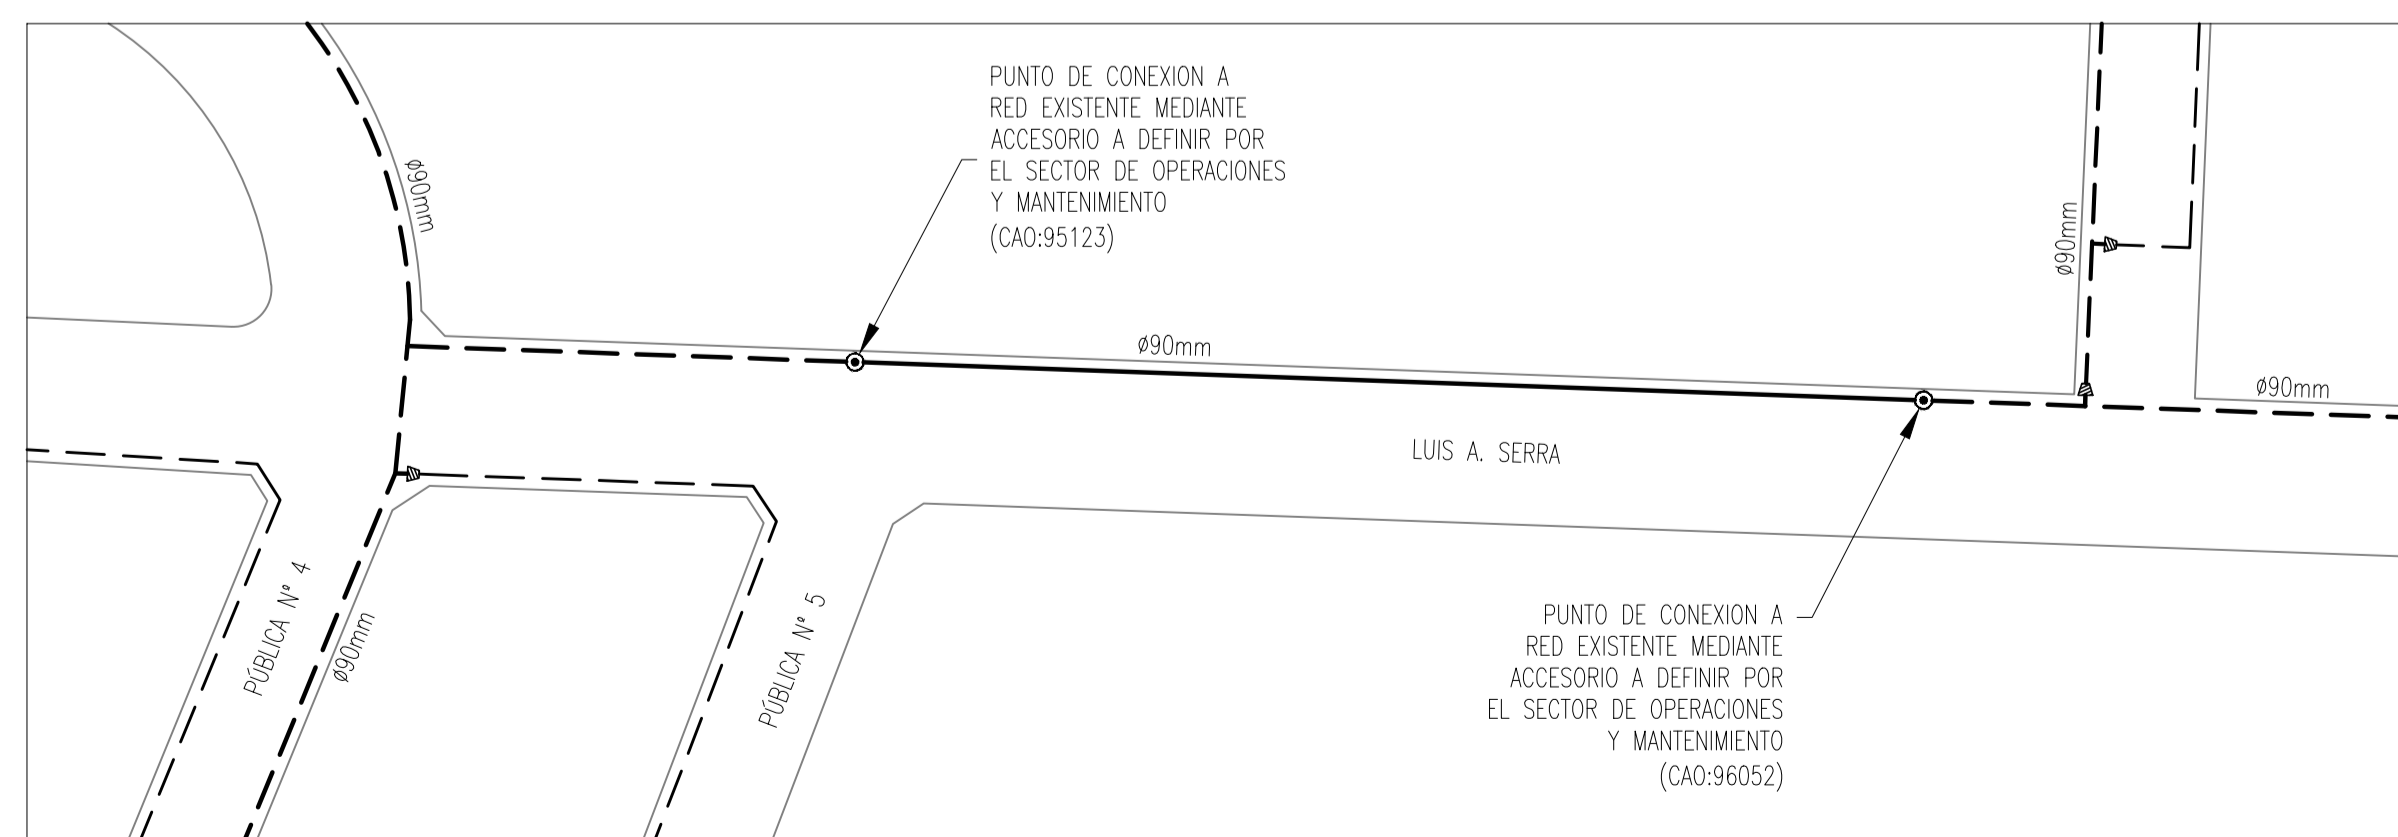 PUNTO DE CONEXION A
RED EXISTENTE MEDIANTE
ACCESORIO A DEFINIR POR
EL SECTOR DE OPERACIONES
Y MANTENIMIENTO
(CAO:95123)
ø90mm
ø90mm
ø90mm
ø90mm
LUIS A. SERRA
PÚBLICA Nº 4
ø90mm
PÚBLICA Nº 5
PUNTO DE CONEXION A
RED EXISTENTE MEDIANTE
ACCESORIO A DEFINIR POR
EL SECTOR DE OPERACIONES
Y MANTENIMIENTO
(CAO:96052)